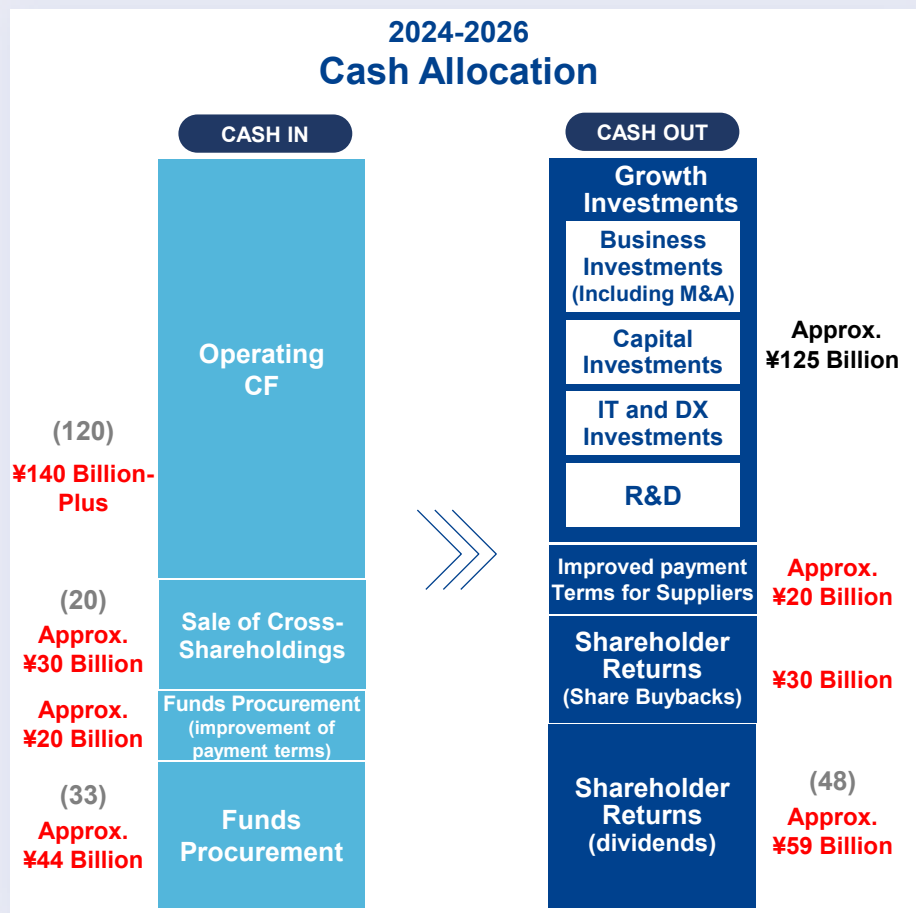 2024-2026
Cash Allocation
CASH IN
Operating
CF
(120)
¥140 Billion-
Plus
Sale of Cross-
Shareholdings
(20)
Approx.
¥30 Billion
Funds Procurement
(improvement of
payment terms)
Approx.
¥20 Billion
Funds
Procurement
(33)
Approx.
¥44 Billion
CASH OUT
Growth
Investments
Business
Investments
(Including M&A)
Capital
Investments
IT and DX
Investments
R&D
Approx.
¥125 Billion
Improved payment
Terms for Suppliers
Approx.
¥20 Billion
Shareholder
Returns
(Share Buybacks)
¥30 Billion
Shareholder
Returns
(dividends)
(48)
Approx.
¥59 Billion